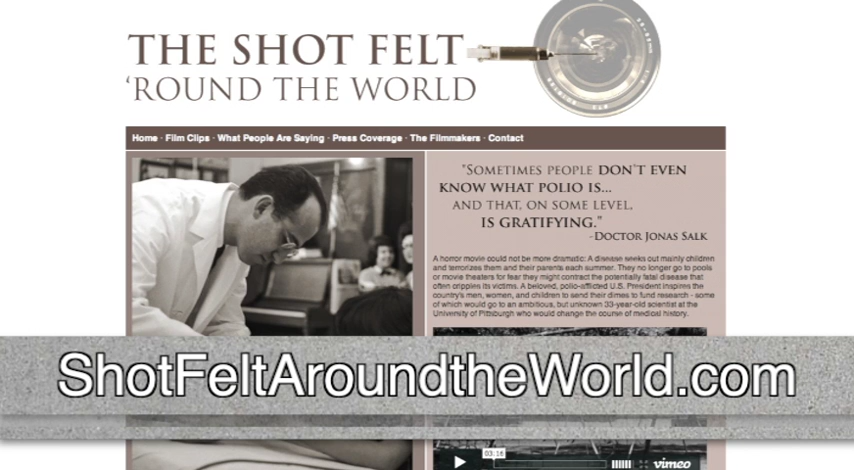 THE SHOT FELT
'ROUND THE WORLD
Home · Film Clips · What People Are Saying · Press Coverage · The Filmmakers · Contact
"SOMETIMES PEOPLE DON'T EVEN
KNOW WHAT POLIO IS...
AND THAT, ON SOME LEVEL,
IS GRATIFYING."
-DOCTOR JONAS SALK
A horror movie could not be more dramatic: A disease seeks out mainly children
and terrorizes them and their parents each summer. They no longer go to pools
or movie theaters for fear they might contract the potentially fatal disease that
often cripples its victims. A beloved, polio-afflicted U.S. President inspires the
country's men, women, and children to send their dimes to fund research - some
of which would go to an ambitious, but unknown 33-year-old scientist at the
University of Pittsburgh who would change the course of medical history.
ShotFeltAroundtheWorld.com
03:16
vimeo